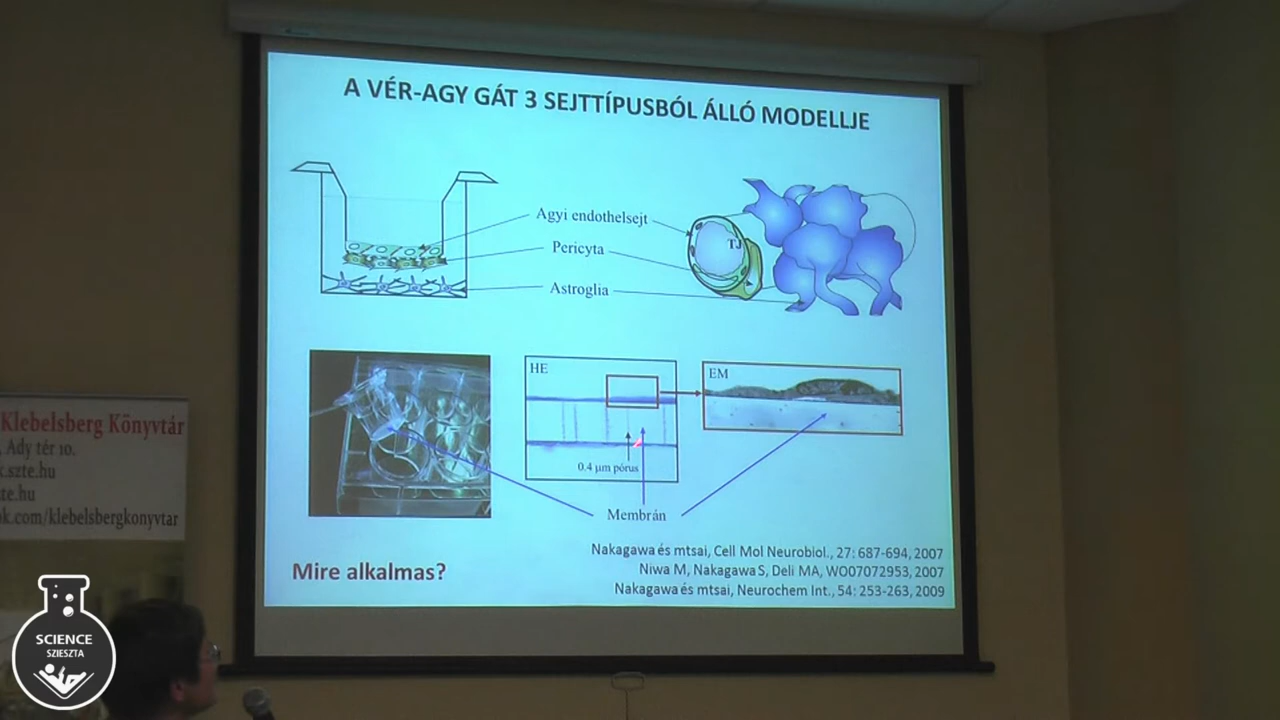 A VÉR-AGY GÁT 3 SEJTTÍPUSBÓL ÁLLÓ MODELLJE
Agyi endothelsejt
Pericyta
Astroglia
TJ
HE
EM
0.4 µm pórus
Membrán
Nakagawa és mtsai, Cell Mol Neurobiol., 27: 687-694, 2007
Niwa M, Nakagawa S, Deli MA, WO07072953, 2007
Nakagawa és mtsai, Neurochem Int., 54: 253-263, 2009
Mire alkalmas?
Klebelsberg Könyvtár
Ady tér 10.
k.szte.hu
te.hu
ok.com/klebelsbergkonyvtar
SCIENCE
SZIESZTA